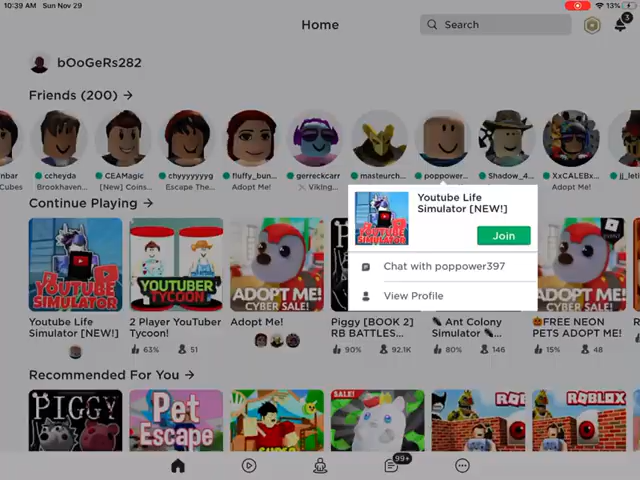 10:39 AM Sun Nov 29
13%
Home
Search
3
bOoGeRs282
Friends (200) →
nbar
ccheyda
CEAMagic
chyyyyyyg
fluffy_bun...
gerreckcarr
masteurch...
poppower...
Shadow_4...
XxCALEBx...
jj_leti
Cubes
Brookhaven...
[New] Coins...
Escape The...
Adopt Me!
Viking...
Adopt Me!
Continue Playing →
Youtube Life
Simulator [NEW!]
Join
Chat with poppower397
View Profile
YOUTUBE
SIMULATOR
YOUTUBER
TYCOON
ADOPT ME!
CYBER SALE!
ADOPT ME!
CYBER SALE!
Youtube Life
Simulator [NEW!]
2 Player YouTuber
Tycoon!
63% 51
Adopt Me!
Piggy [BOOK 2]
RB BATTLES...
90% 92.1K
Ant Colony
Simulator
80% 146
FREE NEON
PETS ADOPT ME!
15% 48
Recommended For You →
PIGGY
Pet
Escape
SALE!
ROBLOX
99+